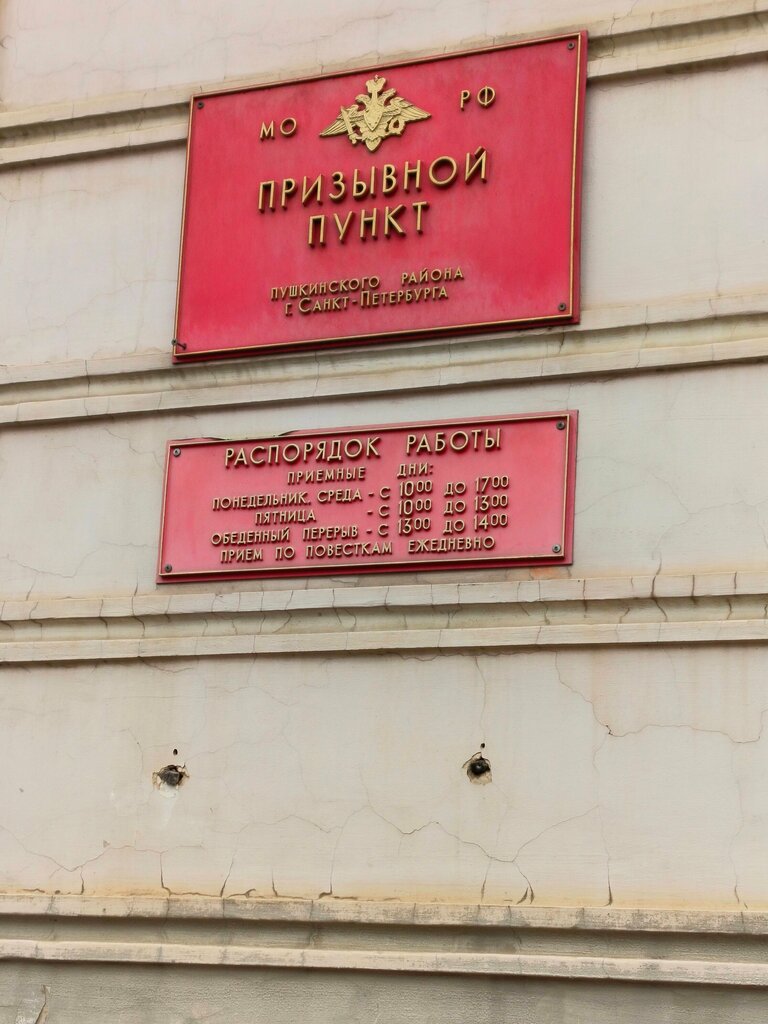 МО РФ
ПРИЗЫВНОЙ
ПУНКТ
ПУШКИНСКОГО РАЙОНА
Г. САНКТ-ПЕТЕРБУРГА
РАСПОРЯДОК РАБОТЫ
ПРИЕМНЫЕ ДНИ:
ПОНЕДЕЛЬНИК, СРЕДА - С 10⁰⁰ ДО 17⁰⁰
ПЯТНИЦА - С 10⁰⁰ ДО 13⁰⁰
ОБЕДЕННЫЙ ПЕРЕРЫВ - С 13⁰⁰ ДО 14⁰⁰
ПРИЕМ ПО ПОВЕСТКАМ ЕЖЕДНЕВНО